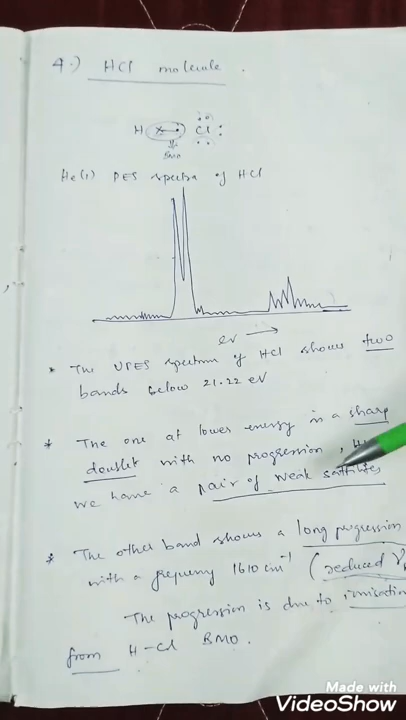 4.) HCl molecule.
H Cl
BMO
He(I) PES spectra of HCl
ev →
* The UPES spectrum of HCl shows two
bands below 21.22 eV
* The one at lower energy is a sharp
doublet with no progression,
we have a pair of weak sattilites
* The other band shows a long progression
with a frequency 1610 cm⁻¹ (reduced
The progression is due to
from H-Cl BMO.
Made with
VideoShow